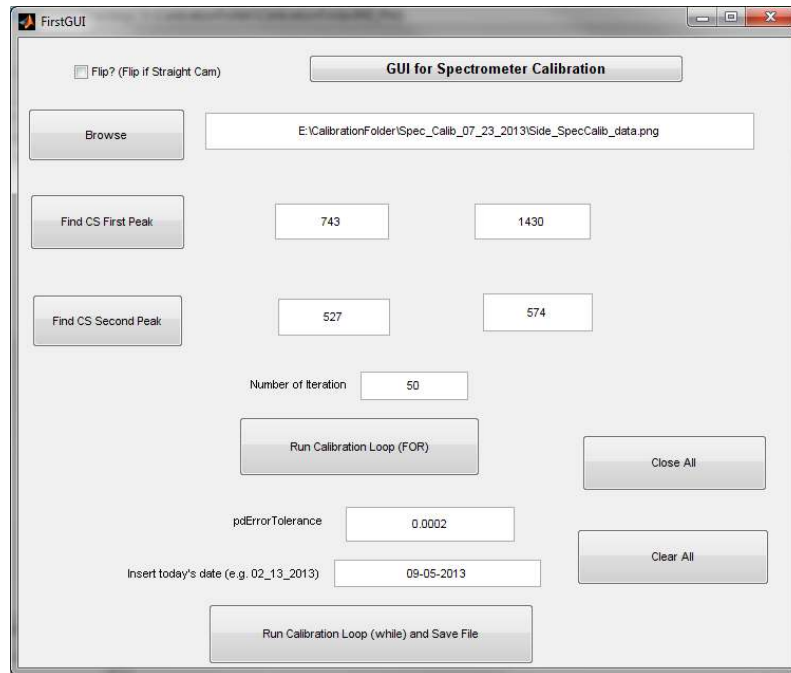 FirstGUI
Flip? (Flip if Straight Cam)
GUI for Spectrometer Calibration
Browse
E:\CalibrationFolder\Spec_Calib_07_23_2013\Side_SpecCalib_data.png
Find CS First Peak
743
1430
Find CS Second Peak
527
574
Number of Iteration
50
Run Calibration Loop (FOR)
Close All
pdErrorTolerance
0.0002
Clear All
Insert today's date (e.g. 02_13_2013)
09-05-2013
Run Calibration Loop (while) and Save File